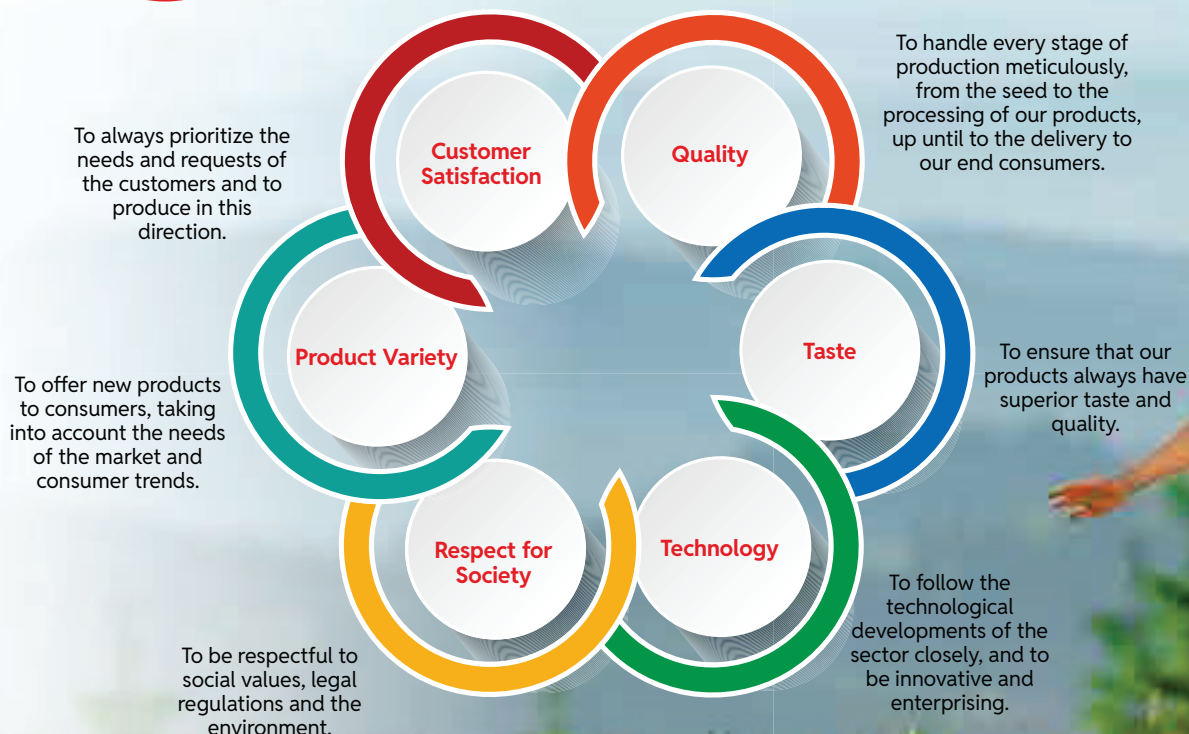 Customer
Satisfaction
To always prioritize the
needs and requests of
the customers and to
produce in this
direction.
Quality
To handle every stage of
production meticulously,
from the seed to the
processing of our products,
up until to the delivery to
our end consumers.
Product Variety
To offer new products
to consumers, taking
into account the needs
of the market and
consumer trends.
Taste
To ensure that our
products always have
superior taste and
quality.
Respect for
Society
To be respectful to
social values, legal
regulations and the
environment.
Technology
To follow the
technological
developments of the
sector closely, and to
be innovative and
enterprising.